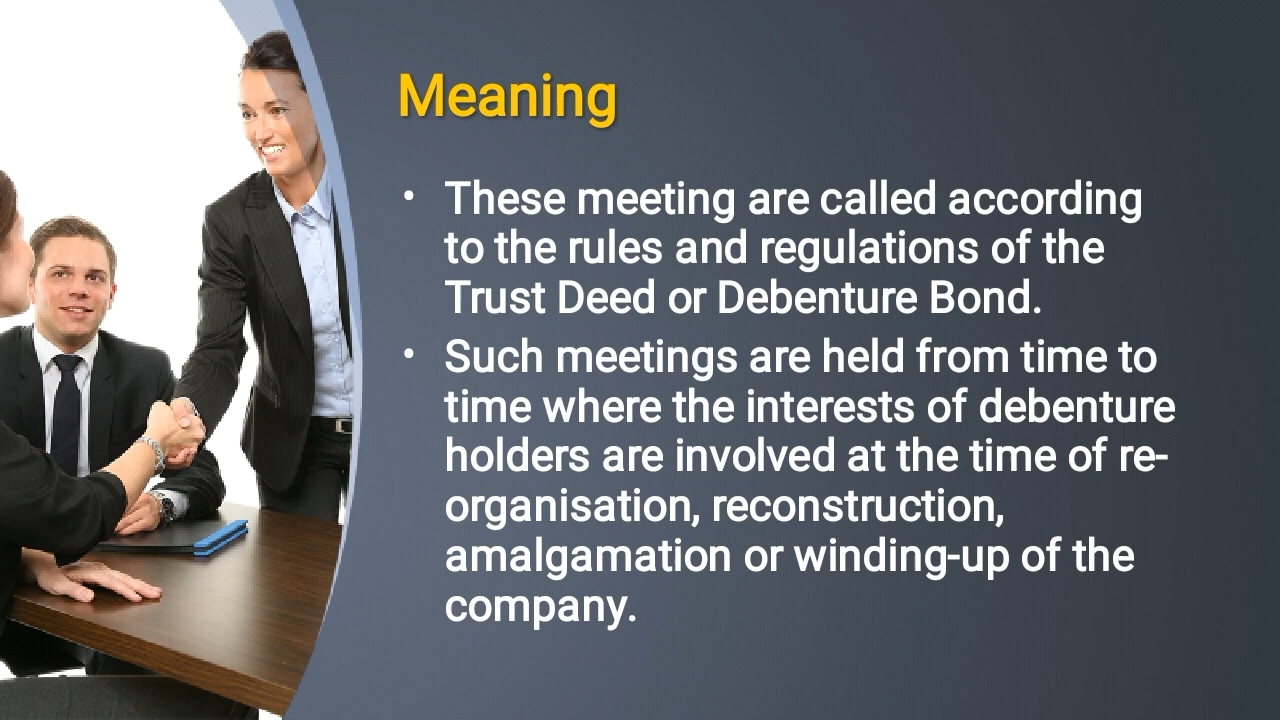 Meaning
• These meeting are called according
to the rules and regulations of the
Trust Deed or Debenture Bond.
• Such meetings are held from time to
time where the interests of debenture
holders are involved at the time of re-
organisation, reconstruction,
amalgamation or winding-up of the
company.